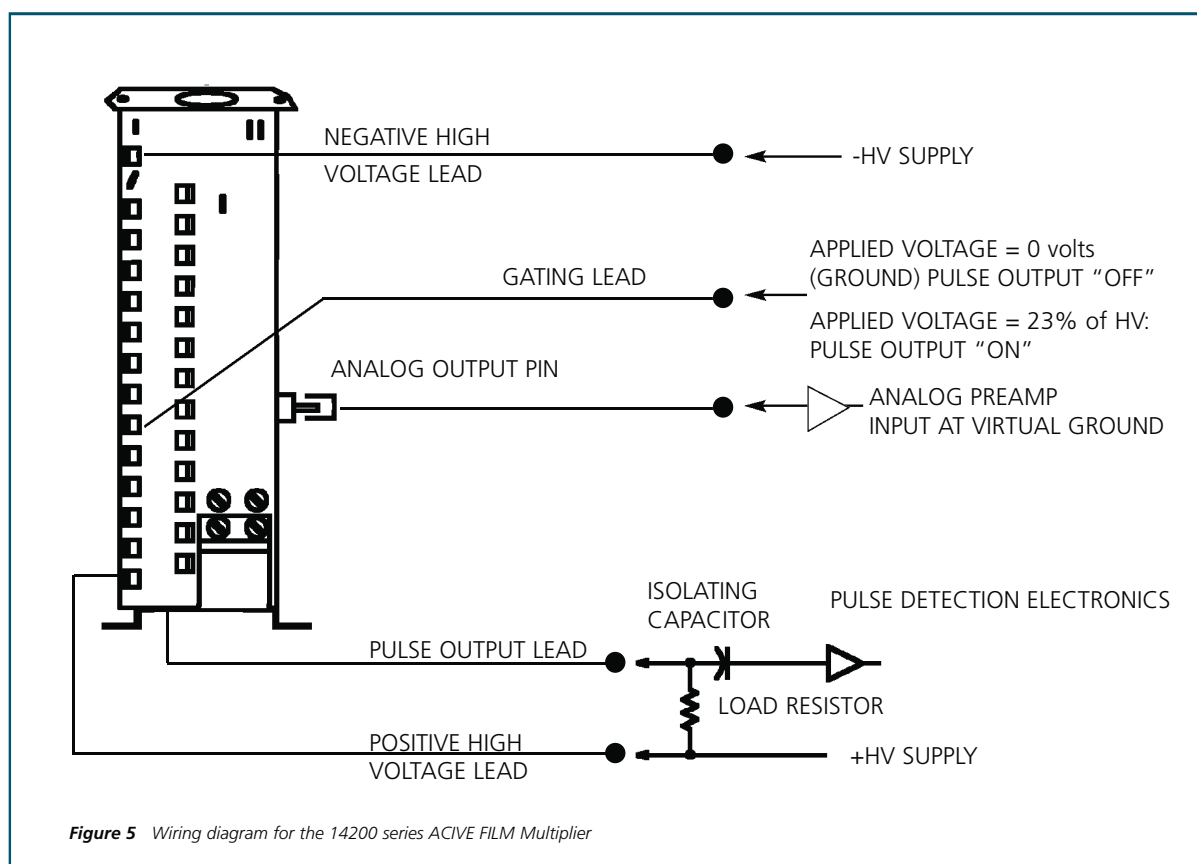 NEGATIVE HIGH
VOLTAGE LEAD
-HV SUPPLY
GATING LEAD
APPLIED VOLTAGE = 0 volts
(GROUND) PULSE OUTPUT “OFF”
APPLIED VOLTAGE = 23% of HV:
PULSE OUTPUT “ON”
ANALOG OUTPUT PIN
ANALOG PREAMP
INPUT AT VIRTUAL GROUND
ISOLATING
CAPACITOR
PULSE DETECTION ELECTRONICS
PULSE OUTPUT LEAD
LOAD RESISTOR
POSITIVE HIGH
VOLTAGE LEAD
+HV SUPPLY
Figure 5 Wiring diagram for the 14200 series ACIVE FILM Multiplier